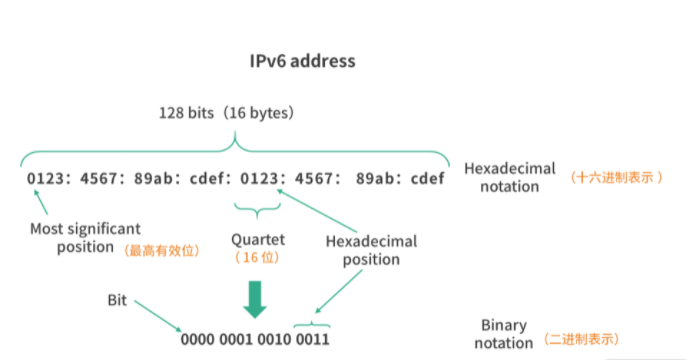 IPv6 address
128 bits（16 bytes）
0123: 4567: 89ab: cdef: 0123: 4567: 89ab: cdef
Hexadecimal
notation
（十六进制表示 ）
Most significant
position
（最高有效位）
Quartet
（ 16 位）
Hexadecimal
position
Bit
0000 0001 0010 0011
Binary
notation
（二进制表示）